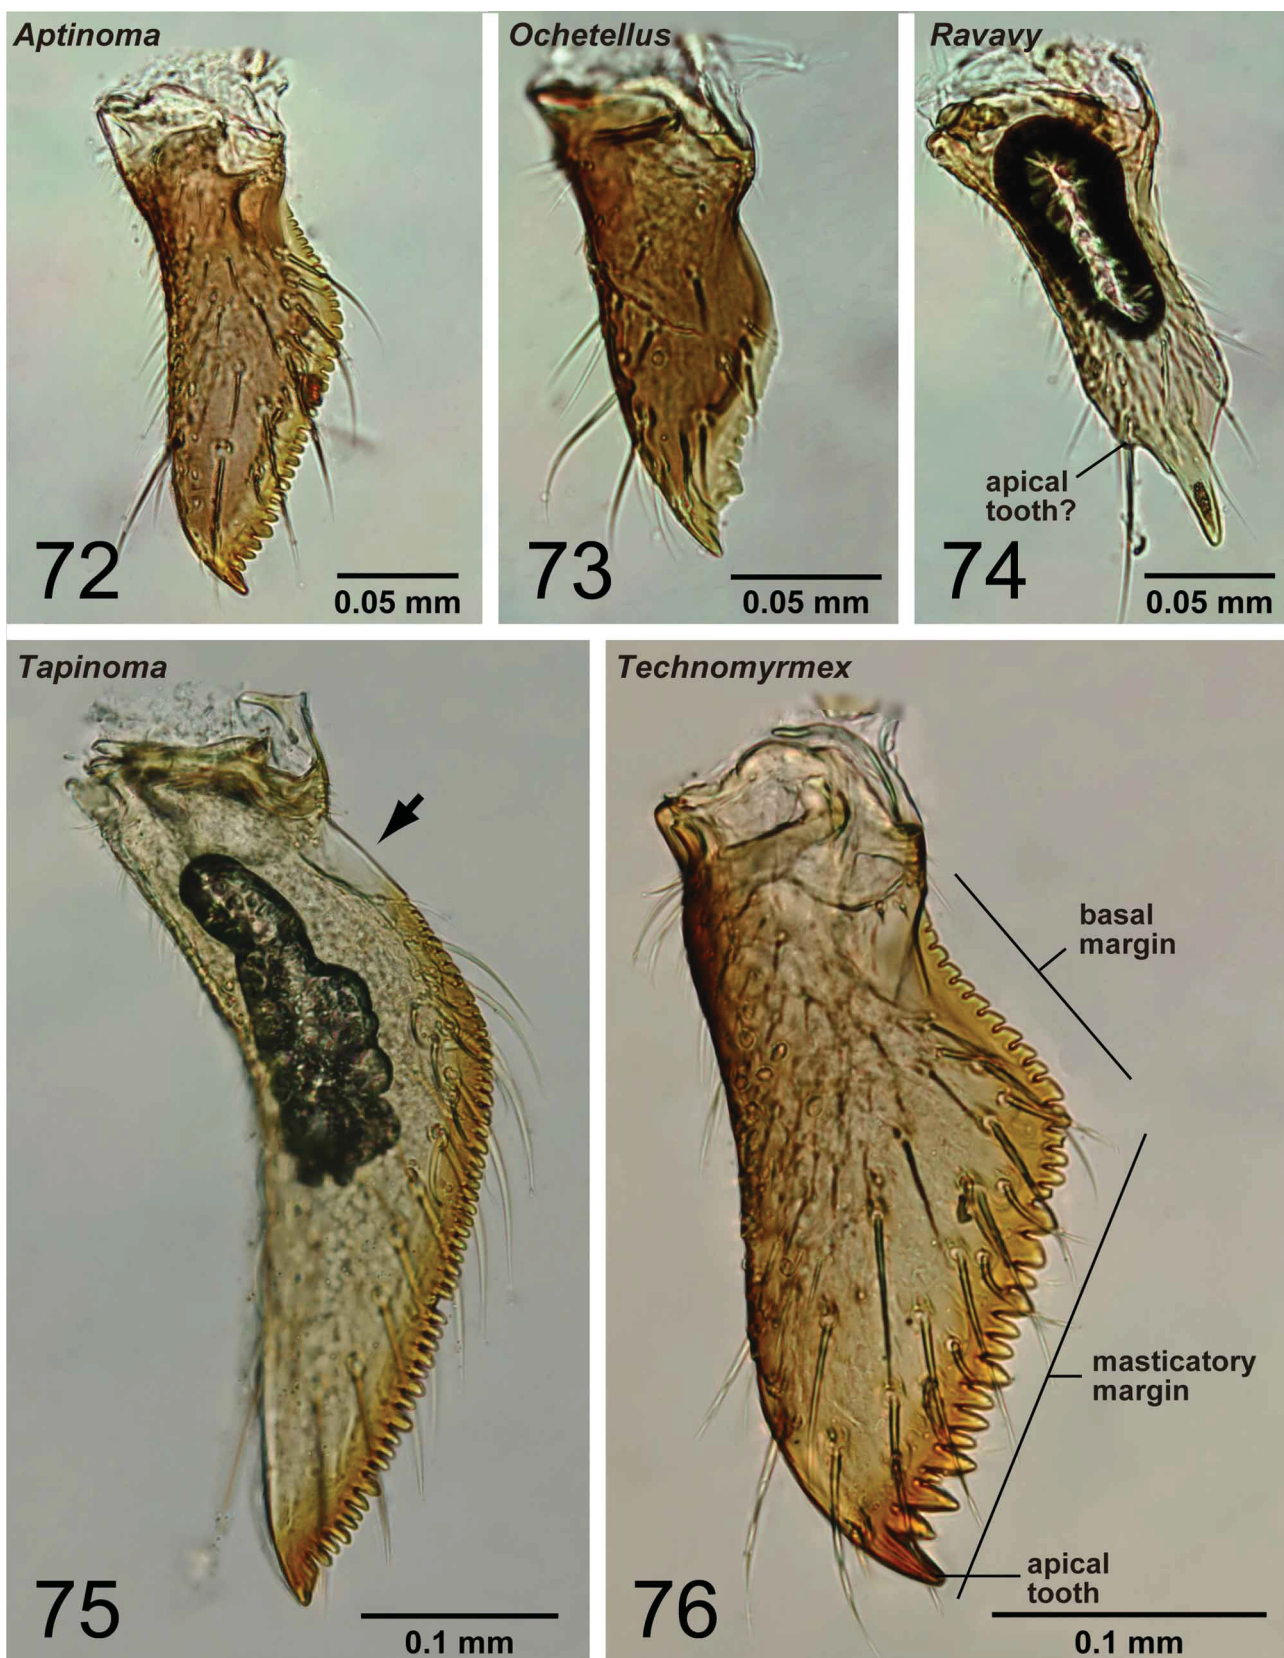 Aptinoma
Ochetellus
Ravavy
apical
tooth?
72
0.05 mm
73
0.05 mm
74
0.05 mm
Tapinoma
Technomyrmex
basal
margin
masticatory
margin
apical
tooth
75
0.1 mm
76
0.1 mm